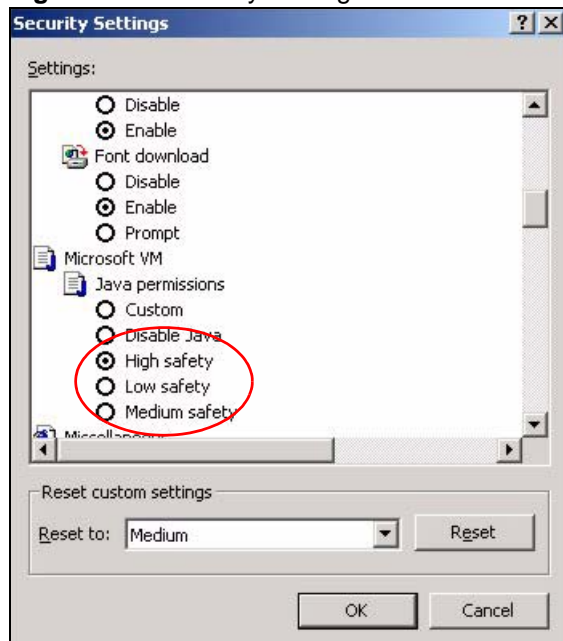 Security Settings
Settings:
Disable
Enable
Font download
Disable
Enable
Prompt
Microsoft VM
Java permissions
Custom
Disable Java
High safety
Low safety
Medium safety
Miscellaneous
Reset custom settings
Reset to: Medium Reset
OK Cancel